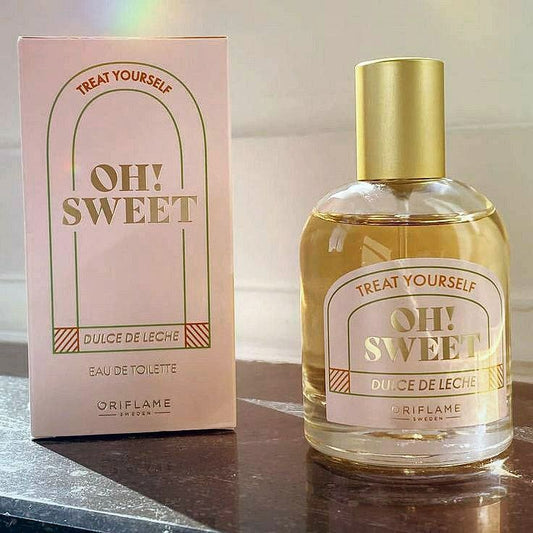 TREAT YOURSELF
OH!
SWEET
DULCE DE LECHE
EAU DE TOILETTE
ORIFLAME
SWEDEN
TREAT YOURSELF
OH!
SWEET
DULCE DE LECHE
ORIFLAME
SWEDEN